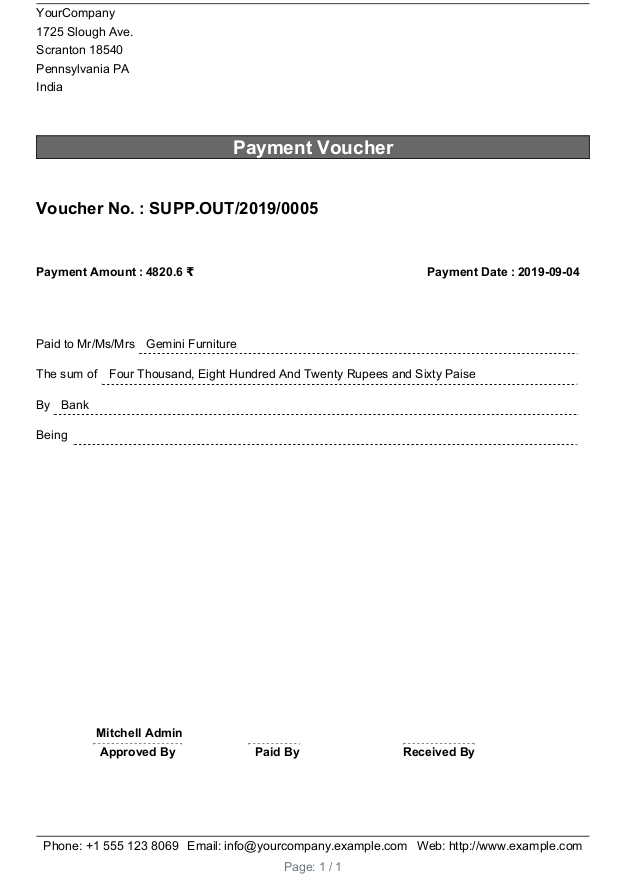 YourCompany
1725 Slough Ave.
Scranton 18540
Pennsylvania PA
India
Payment Voucher
Voucher No. : SUPP.OUT/2019/0005
Payment Amount : 4820.6 ₹ Payment Date : 2019-09-04
Paid to Mr/Ms/Mrs Gemini Furniture
The sum of Four Thousand, Eight Hundred And Twenty Rupees and Sixty Paise
By Bank
Being
Mitchell Admin
Approved By Paid By Received By
Phone: +1 555 123 8069 Email: info@yourcompany.example.com Web: http://www.example.com
Page: 1 / 1